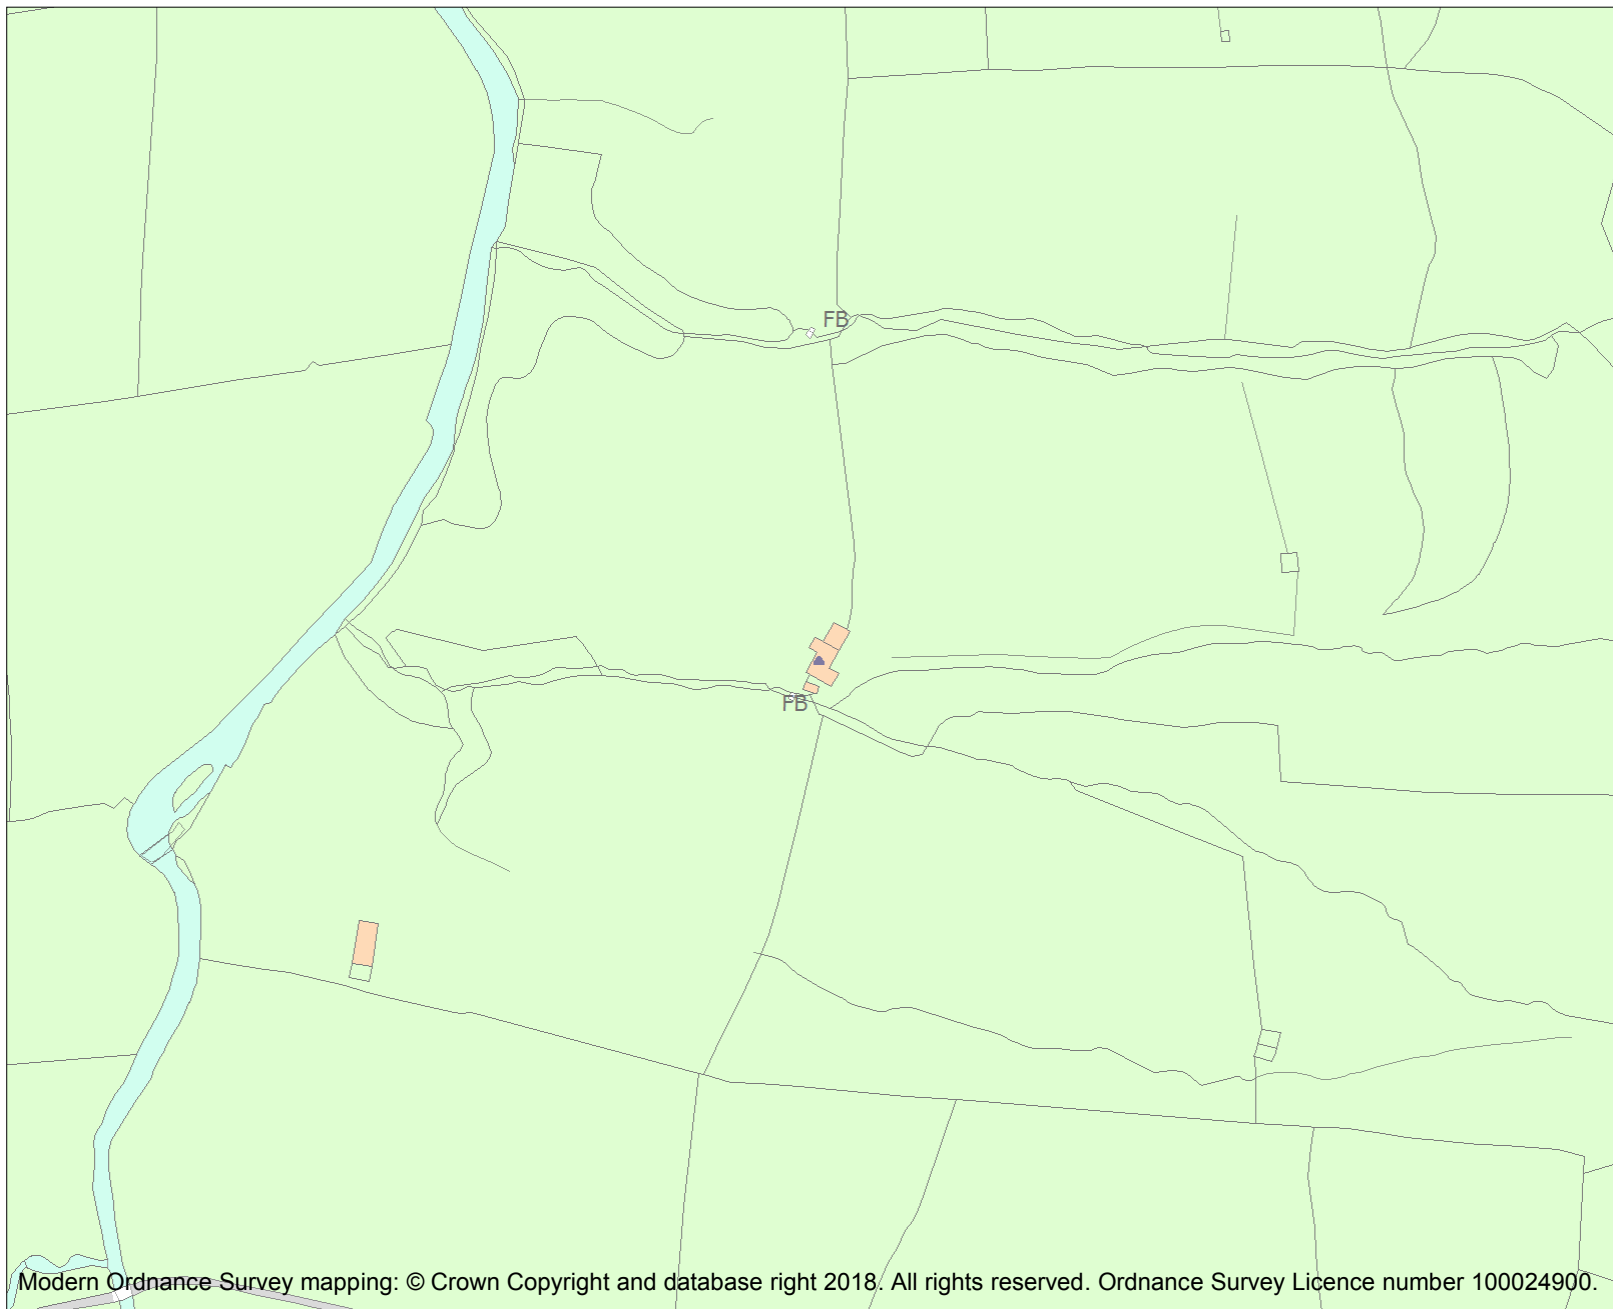 FB
FB
Modern Ordnance Survey mapping: © Crown Copyright and database right 2018. All rights reserved. Ordnance Survey Licence number 100024900.